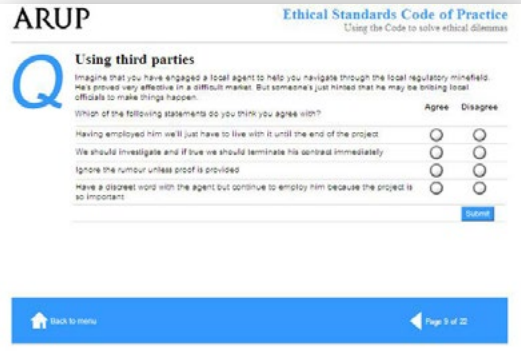 ARUP
Ethical Standards Code of Practice
Using the Code to solve ethical dilemmas
Q
Using third parties
Imagine that you have engaged a local agent to help you navigate through the local regulatory minefield.
He's proved very effective in a difficult market. But someone's just hinted that he may be bribing local
officials to make things happen.
Agree Disagree
Which of the following statements do you think you agree with?
Having employed him we'll just have to live with it until the end of the project
We should investigate and if true we should terminate his contract immediately
Ignore the rumour unless proof is provided
Have a discreet word with the agent but continue to employ him because the project is
so important
Submit
Back to menu
Page 5 of 22